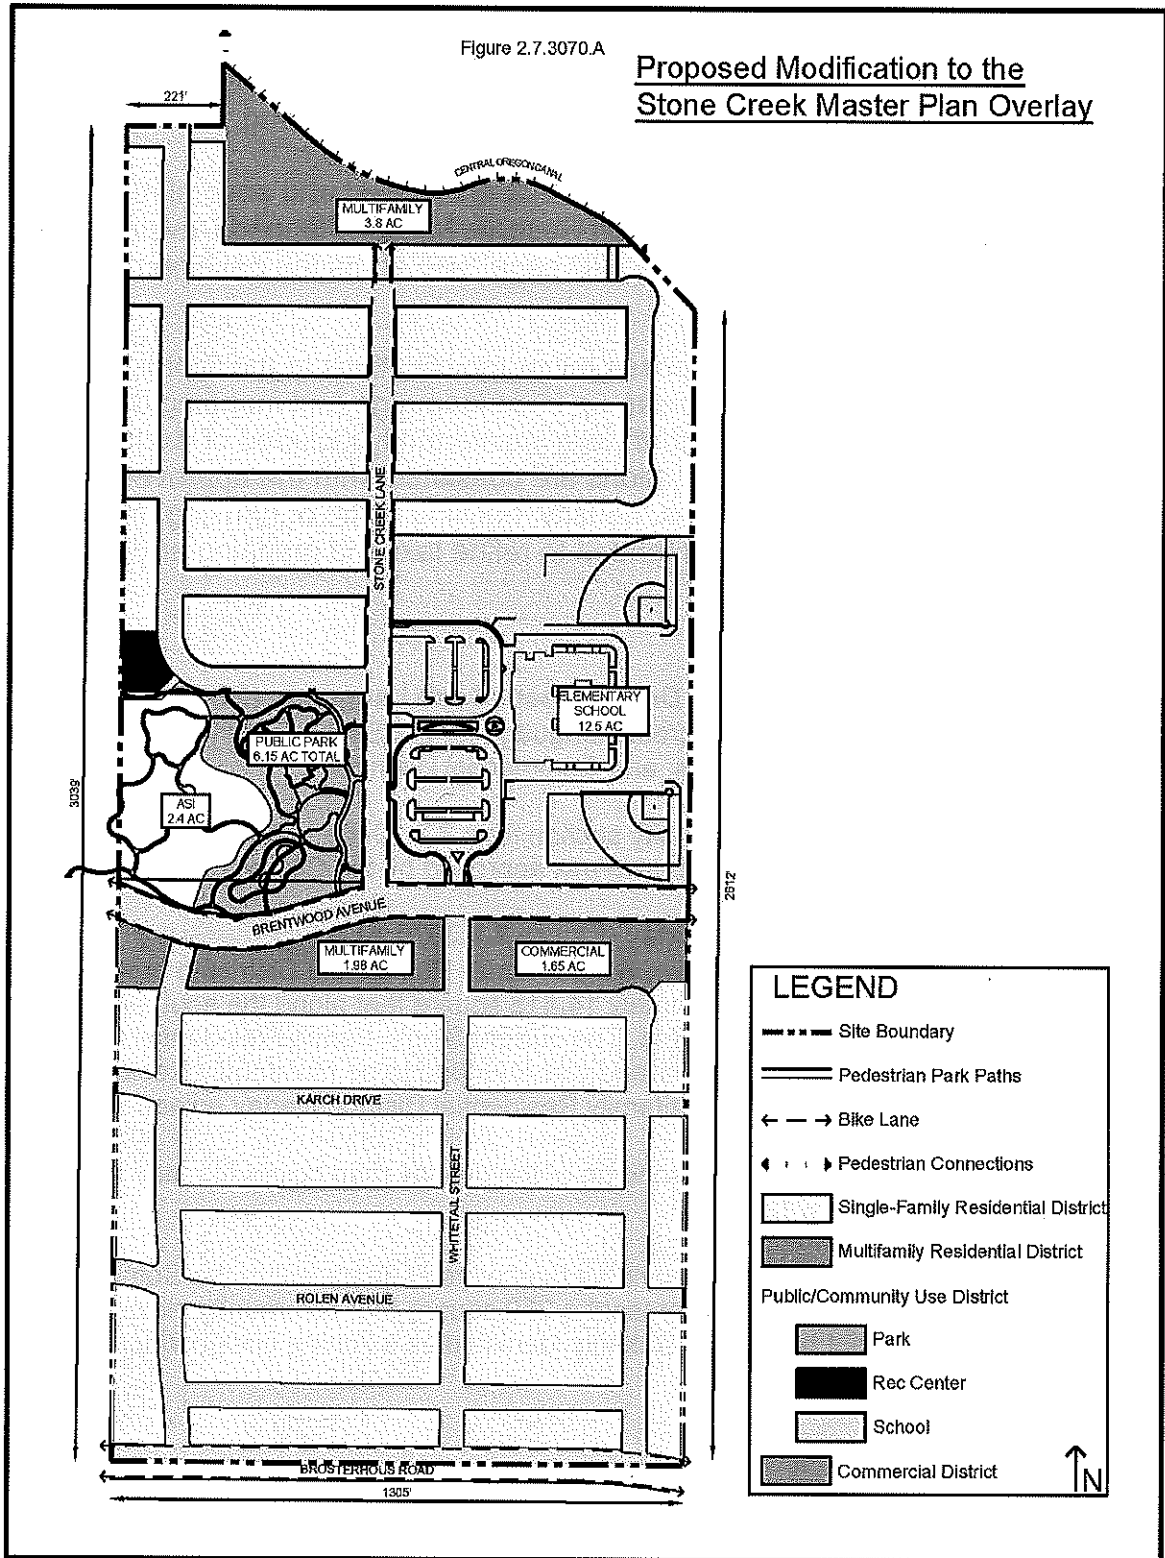 Figure 2.7.3070.A
Proposed Modification to the
Stone Creek Master Plan Overlay
221'
CENTRAL OREGON CANAL
MULTIFAMILY
3.8 AC
STONE CREEK LANE
ELEMENTARY
SCHOOL
12.5 AC
PUBLIC PARK
6.15 AC TOTAL
ASI
2.4 AC
3039'
2612'
BRENTWOOD AVENUE
MULTIFAMILY
1.98 AC
COMMERCIAL
1.65 AC
KARCH DRIVE
WHITETAIL STREET
ROLEN AVENUE
BROSTERHOUS ROAD
1305'
LEGEND
Site Boundary
Pedestrian Park Paths
Bike Lane
Pedestrian Connections
Single-Family Residential District
Multifamily Residential District
Public/Community Use District
Park
Rec Center
School
Commercial District
N